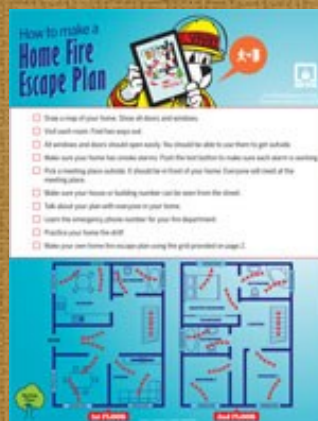 How to make a
Home Fire
Escape Plan
Draw a map of your home. Show all doors and windows.
Visit each room. Find two ways out.
All windows and doors should open easily. You should be able to use them to get outside.
Make sure your home has smoke alarms. Push the test button to make sure each alarm is working.
Pick a meeting place outside. It should be in front of your home. Everyone will meet at the
meeting place.
Make sure your house or building number can be seen from the street.
Talk about your plan with everyone in your home.
Learn the emergency phone number for your fire department.
Practice your home fire drill!
Make your own home fire escape plan using the grid provided on page 2.
1st FLOOR
2nd FLOOR